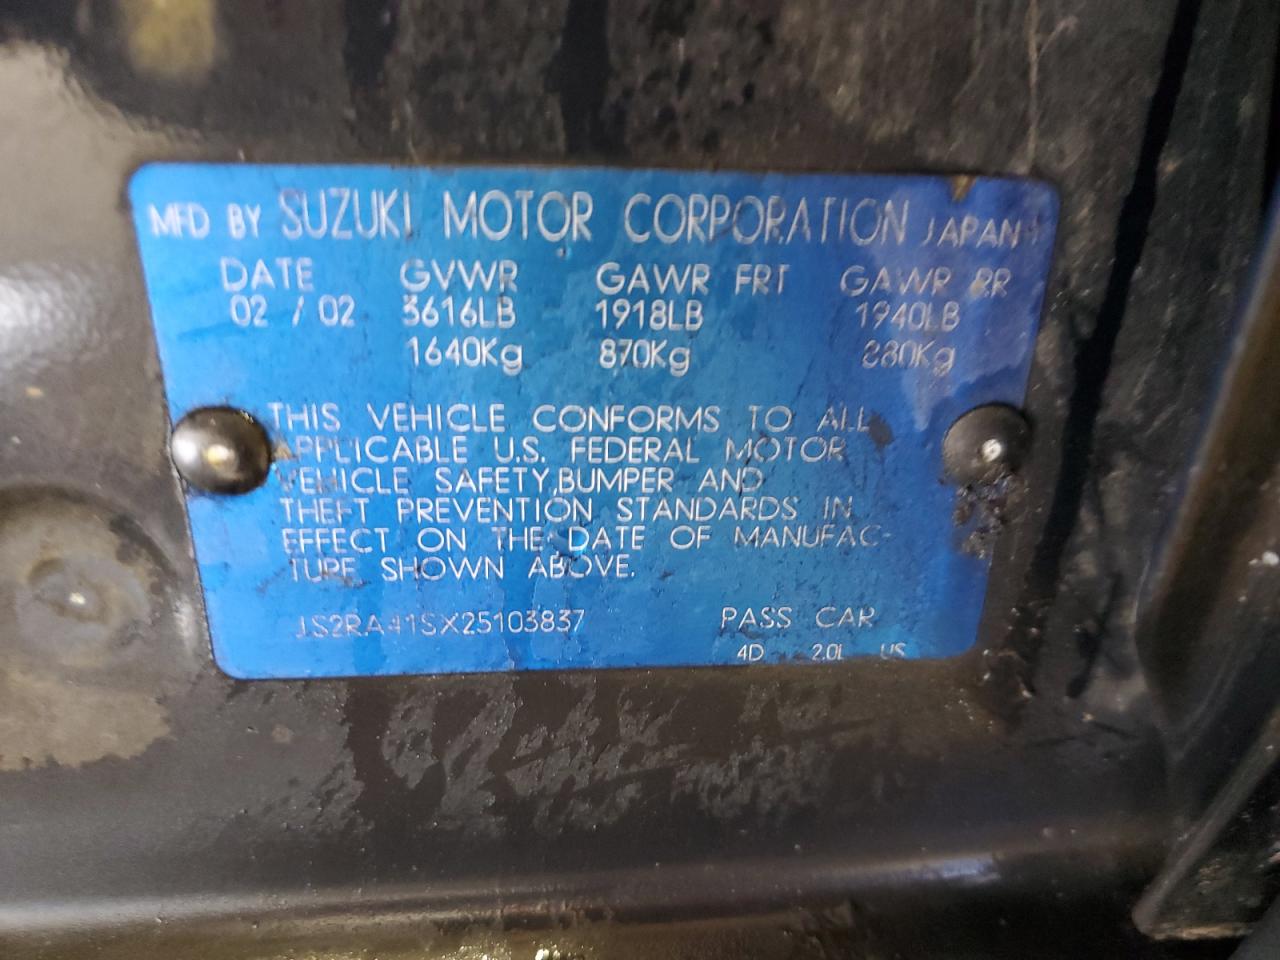 MFD BY SUZUKI MOTOR CORPORATION JAPAN
DATE GVWR GAWR FRT GAWR RR
02 / 02 3616LB 1918LB 1940LB
1640Kg 870Kg 880Kg
THIS VEHICLE CONFORMS TO ALL
APPLICABLE U.S. FEDERAL MOTOR
VEHICLE SAFETY,BUMPER AND
THEFT PREVENTION STANDARDS IN
EFFECT ON THE DATE OF MANUFAC-
TURE SHOWN ABOVE.
JS2RA41SX25103837 PASS CAR
4D 2.0L US